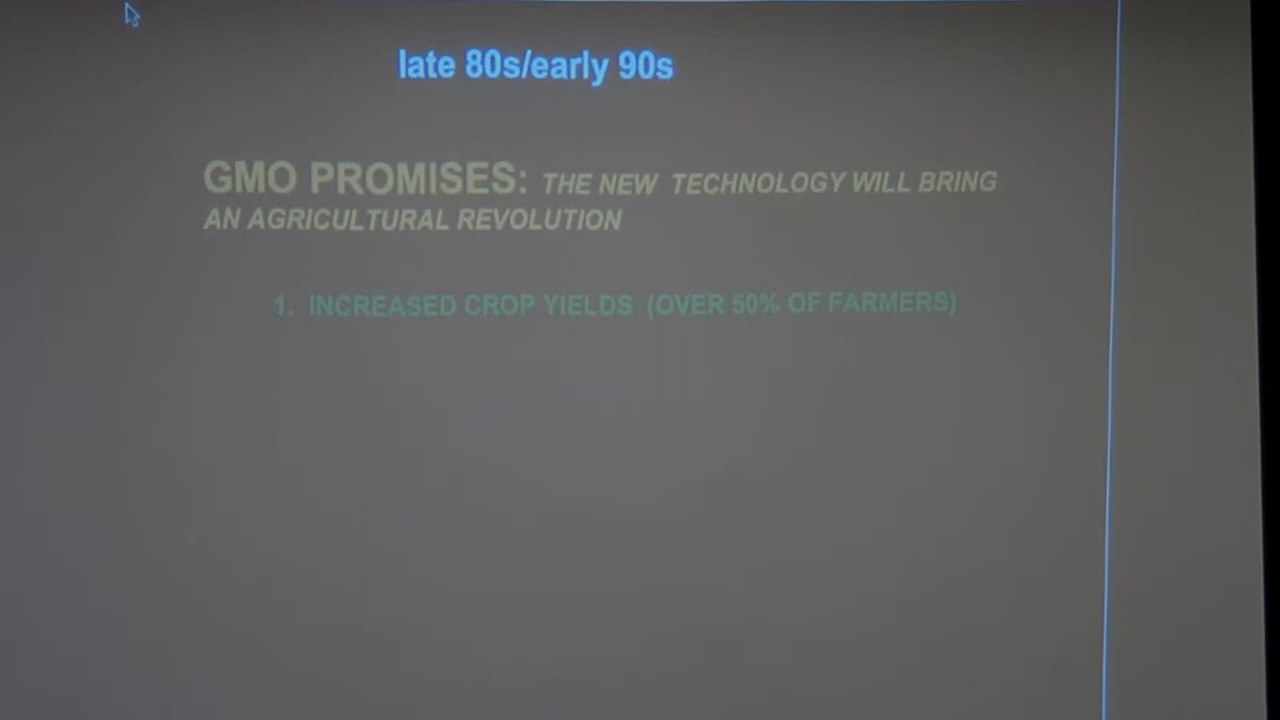 late 80s/early 90s
GMO PROMISES: THE NEW TECHNOLOGY WILL BRING
AN AGRICULTURAL REVOLUTION
1. INCREASED CROP YIELDS (OVER 50% OF FARMERS)